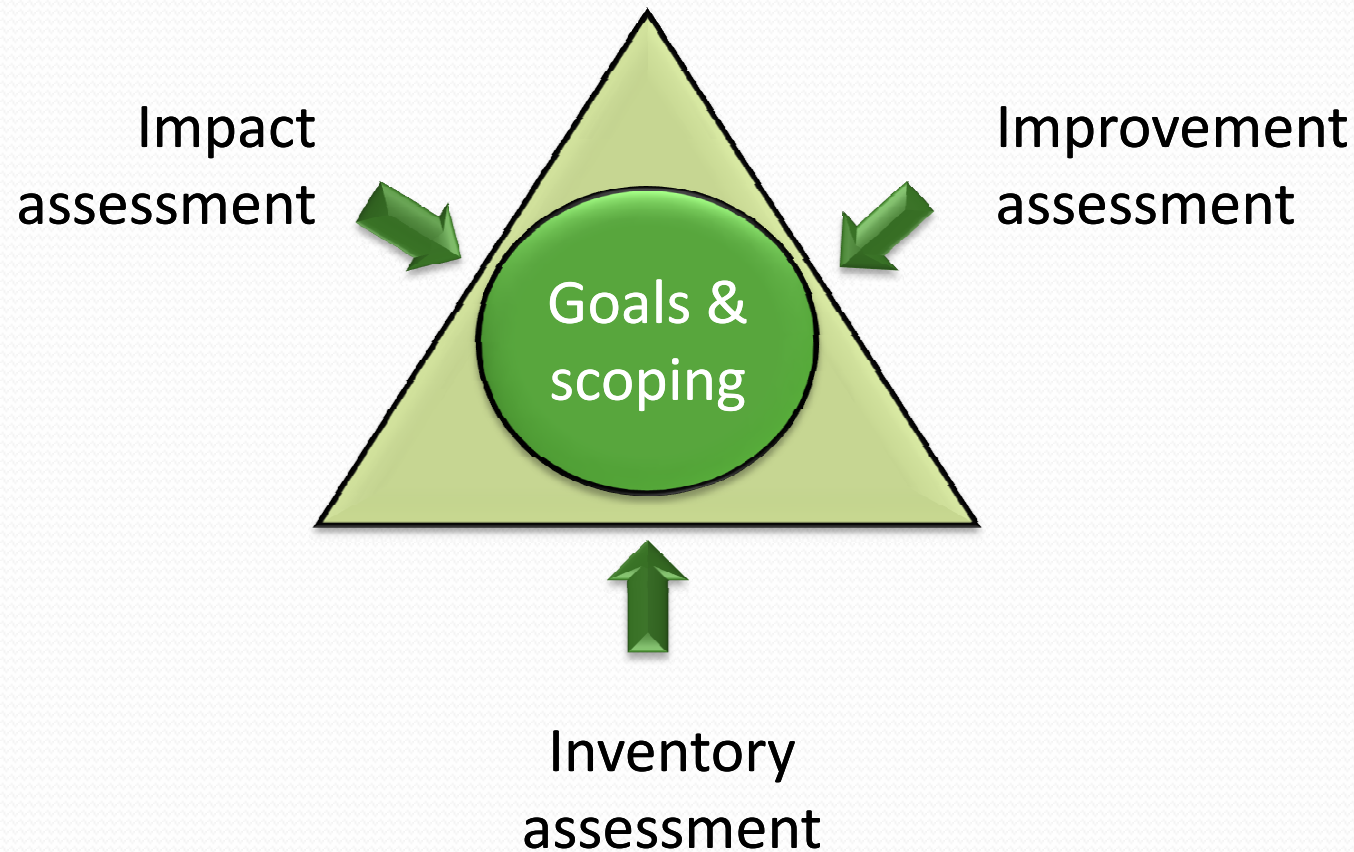 Impact
assessment
Improvement
assessment
Goals &
scoping
Inventory
assessment